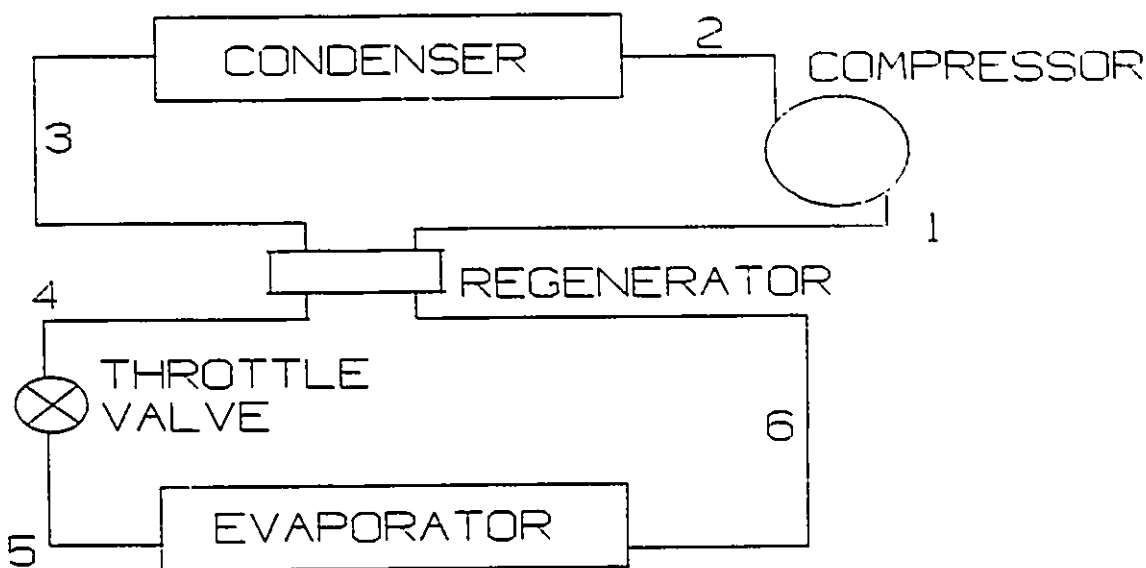 2
CONDENSER
COMPRESSOR
3
1
REGENERATOR
4
THROTTLE
VALVE
6
EVAPORATOR
5